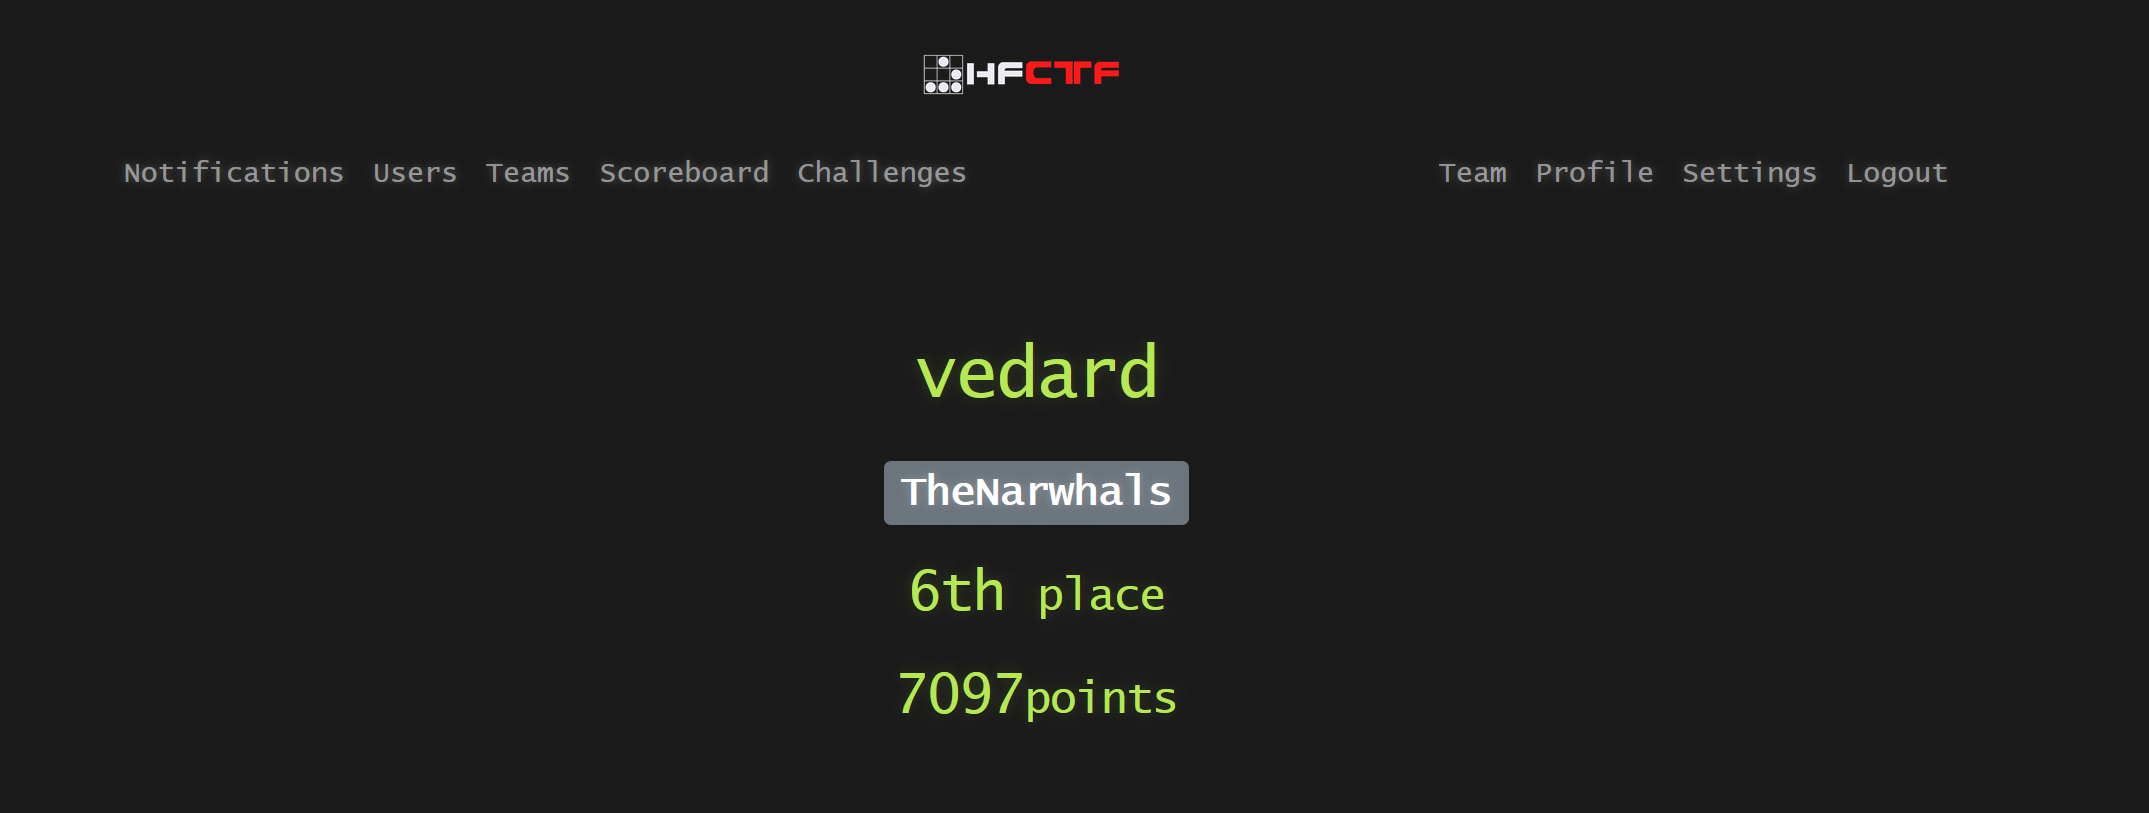 HFCTF
Notifications Users Teams Scoreboard Challenges Team Profile Settings Logout
vedard
TheNarwhals
6th place
7097points